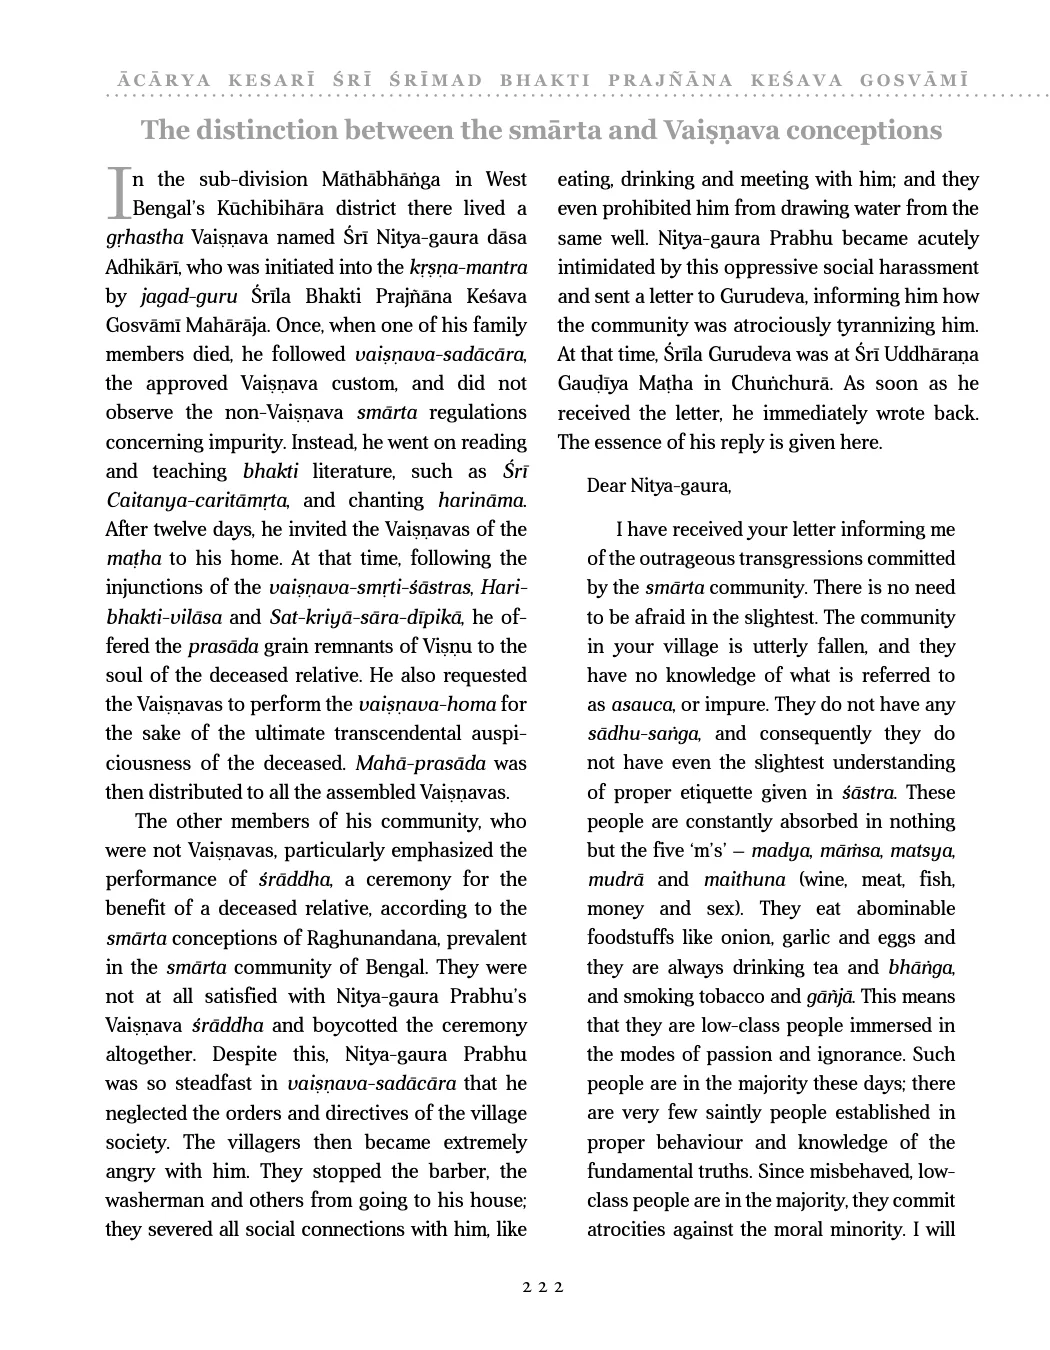 ĀCĀRYA KESARĪ ŚRĪ ŚRĪMAD BHAKTI PRAJÑĀNA KEŚAVA GOSVĀMĪ
The distinction between the smārta and Vaiṣṇava conceptions
In the sub-division Māthābhāṅga in West
Bengal’s Kūchibihāra district there lived a
gṛhastha Vaiṣṇava named Śrī Nitya-gaura dāsa
Adhikārī, who was initiated into the kṛṣṇa-mantra
by jagad-guru Śrīla Bhakti Prajñāna Keśava
Gosvāmī Mahārāja. Once, when one of his family
members died, he followed vaiṣṇava-sadācāra,
the approved Vaiṣṇava custom, and did not
observe the non-Vaiṣṇava smārta regulations
concerning impurity. Instead, he went on reading
and teaching bhakti literature, such as Śrī
Caitanya-caritāmṛta, and chanting harināma.
After twelve days, he invited the Vaiṣṇavas of the
maṭha to his home. At that time, following the
injunctions of the vaiṣṇava-smṛti-śāstras, Hari-
bhakti-vilāsa and Sat-kriyā-sāra-dīpikā, he of-
fered the prasāda grain remnants of Viṣṇu to the
soul of the deceased relative. He also requested
the Vaiṣṇavas to perform the vaiṣṇava-homa for
the sake of the ultimate transcendental auspi-
ciousness of the deceased. Mahā-prasāda was
then distributed to all the assembled Vaiṣṇavas.
The other members of his community, who
were not Vaiṣṇavas, particularly emphasized the
performance of śrāddha, a ceremony for the
benefit of a deceased relative, according to the
smārta conceptions of Raghunandana, prevalent
in the smārta community of Bengal. They were
not at all satisfied with Nitya-gaura Prabhu’s
Vaiṣṇava śrāddha and boycotted the ceremony
altogether. Despite this, Nitya-gaura Prabhu
was so steadfast in vaiṣṇava-sadācāra that he
neglected the orders and directives of the village
society. The villagers then became extremely
angry with him. They stopped the barber, the
washerman and others from going to his house;
they severed all social connections with him, like
eating, drinking and meeting with him; and they
even prohibited him from drawing water from the
same well. Nitya-gaura Prabhu became acutely
intimidated by this oppressive social harassment
and sent a letter to Gurudeva, informing him how
the community was atrociously tyrannizing him.
At that time, Śrīla Gurudeva was at Śrī Uddhāraṇa
Gauḍīya Maṭha in Chuṅchurā. As soon as he
received the letter, he immediately wrote back.
The essence of his reply is given here.
Dear Nitya-gaura,
I have received your letter informing me
of the outrageous transgressions committed
by the smārta community. There is no need
to be afraid in the slightest. The community
in your village is utterly fallen, and they
have no knowledge of what is referred to
as asauca, or impure. They do not have any
sādhu-saṅga, and consequently they do
not have even the slightest understanding
of proper etiquette given in śāstra. These
people are constantly absorbed in nothing
but the five ‘m’s’ – madya, māṁsa, matsya,
mudrā and maithuna (wine, meat, fish,
money and sex). They eat abominable
foodstuffs like onion, garlic and eggs and
they are always drinking tea and bhāṅga,
and smoking tobacco and gāñjā. This means
that they are low-class people immersed in
the modes of passion and ignorance. Such
people are in the majority these days; there
are very few saintly people established in
proper behaviour and knowledge of the
fundamental truths. Since misbehaved, low-
class people are in the majority, they commit
atrocities against the moral minority. I will
222